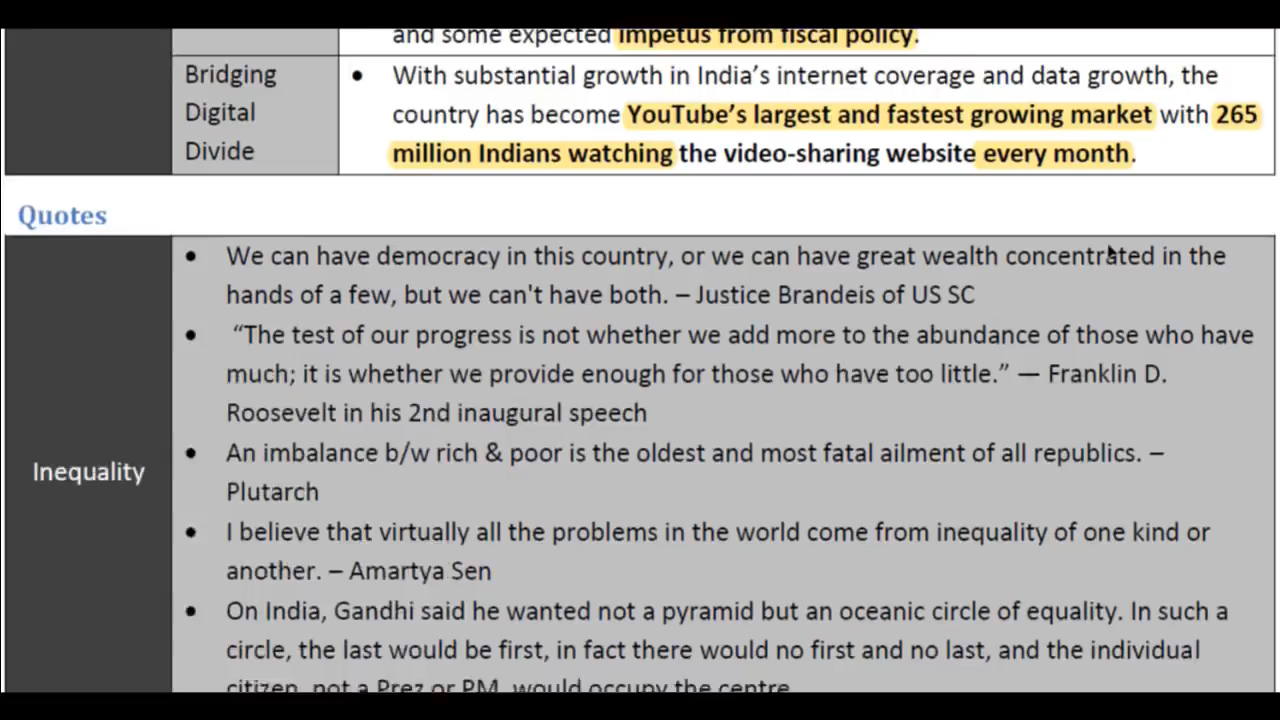 and some expected impetus from fiscal policy.
Bridging
Digital
Divide
• With substantial growth in India’s internet coverage and data growth, the
country has become YouTube’s largest and fastest growing market with 265
million Indians watching the video-sharing website every month.
Quotes
Inequality
• We can have democracy in this country, or we can have great wealth concentrated in the
hands of a few, but we can't have both. – Justice Brandeis of US SC
• “The test of our progress is not whether we add more to the abundance of those who have
much; it is whether we provide enough for those who have too little.” — Franklin D.
Roosevelt in his 2nd inaugural speech
• An imbalance b/w rich & poor is the oldest and most fatal ailment of all republics. –
Plutarch
• I believe that virtually all the problems in the world come from inequality of one kind or
another. – Amartya Sen
• On India, Gandhi said he wanted not a pyramid but an oceanic circle of equality. In such a
circle, the last would be first, in fact there would no first and no last, and the individual
citizen, not a Prez or PM, would occupy the centre